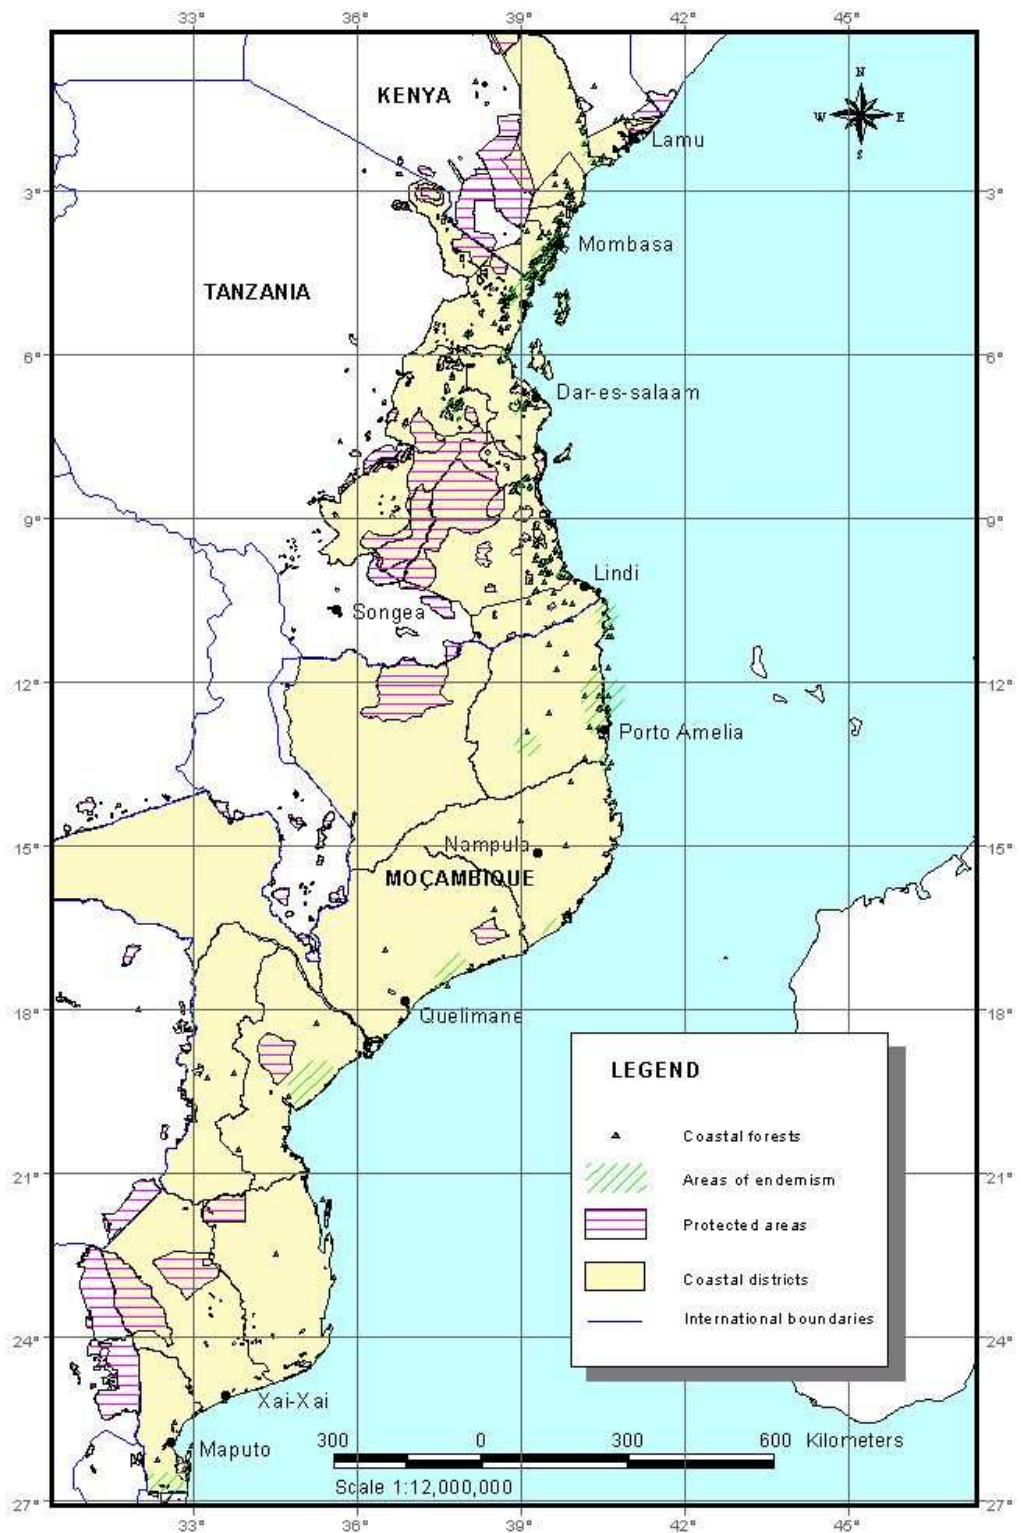 33° 36° 39° 42° 45°
N
W E
S
KENYA
Lamu
3° 3°
Mombasa
TANZANIA
6° 6°
Dar-es-salaam
9° 9°
Lindi
Songea
12° 12°
Porto Amelia
Nampula
15° 15°
MOÇAMBIQUE
18° 18°
Quelimane
LEGEND
Coastal forests
21° 21°
Areas of endemism
Protected areas
Coastal districts
International boundaries
24° 24°
Xai-Xai
Maputo
300 0 300 600 Kilometers
Scale 1:12,000,000
27° 27°
33° 36° 39° 42° 45°